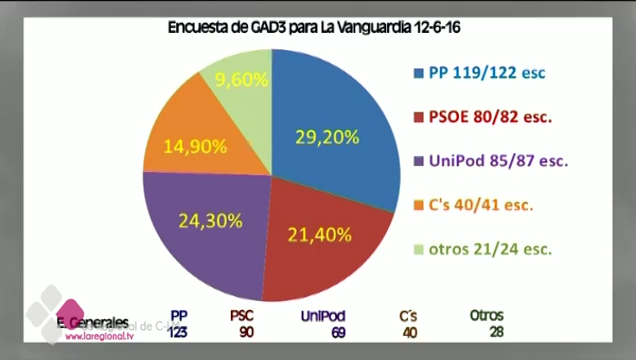 Encuesta de GAD3 para La Vanguardia 12-6-16
9,60%
29,20%
14,90%
24,30%
21,40%
PP 119/122 esc
PSOE 80/82 esc.
UniPod 85/87 esc.
C's 40/41 esc.
otros 21/24 esc.
E. Generales
PP PSC UniPod C´s Otros
123 90 69 40 28
de C-LM
www.laregional.tv